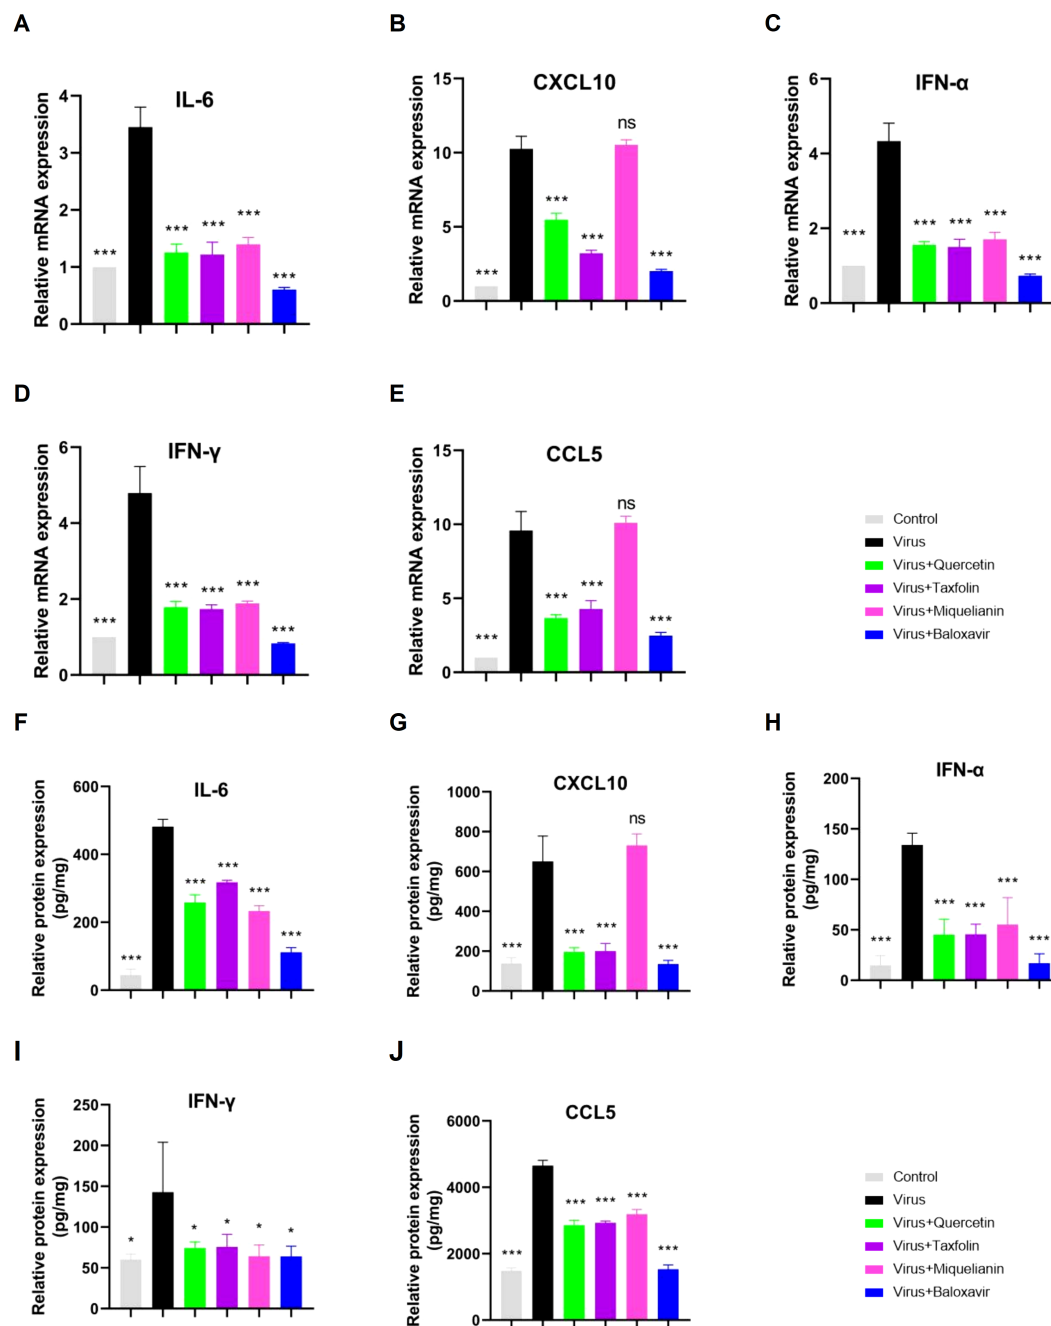 A
B
C
IL-6
Relative mRNA expression
4
3
2
1
0
***
***
***
***
***
CXCL10
Relative mRNA expression
15
10
5
0
***
***
***
ns
***
IFN-α
Relative mRNA expression
6
4
2
0
***
***
***
***
***
D
E
IFN-γ
Relative mRNA expression
6
4
2
0
***
***
***
***
***
CCL5
Relative mRNA expression
15
10
5
0
***
***
***
ns
***
Control
Virus
Virus+Quercetin
Virus+Taxfolin
Virus+Miquelianin
Virus+Baloxavir
F
G
H
IL-6
Relative protein expression
(pg/mg)
600
400
200
0
***
***
***
***
***
CXCL10
Relative protein expression
(pg/mg)
1000
800
600
400
200
0
***
***
***
ns
***
IFN-α
Relative protein expression
(pg/mg)
200
150
100
50
0
***
***
***
***
***
I
J
IFN-γ
Relative protein expression
(pg/mg)
250
200
150
100
50
0
*
*
*
*
*
CCL5
Relative protein expression
(pg/mg)
6000
4000
2000
0
***
***
***
***
***
Control
Virus
Virus+Quercetin
Virus+Taxfolin
Virus+Miquelianin
Virus+Baloxavir